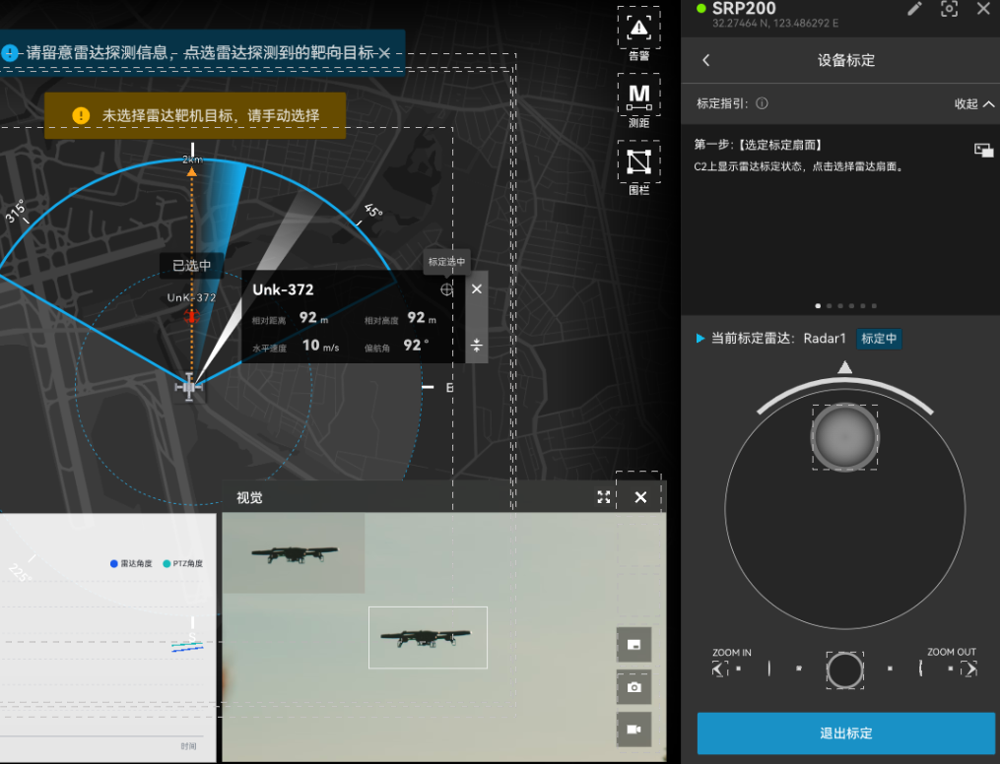 请留意雷达探测信息，点选雷达探测到的靶向目标
未选择雷达靶机目标，请手动选择
2km
315°
45°
已选中
UnK-372
标定选中
Unk-372
相对距离 92 m
相对高度 92 m
水平速度 10 m/s
偏航角 92°
E
225°
S
告警
测距
围栏
雷达角度
PTZ角度
时间
视觉
SRP200
32.27464 N, 123.486292 E
设备标定
标定指引：
收起
第一步：【选定标定扇面】
C2上显示雷达标定状态，点击选择雷达扇面。
当前标定雷达： Radar1 标定中
ZOOM IN
ZOOM OUT
退出标定